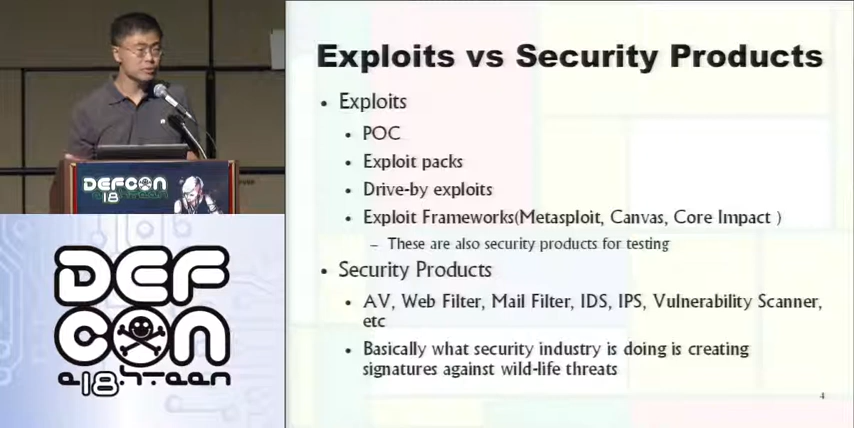 DEFCON
18
hteen
DEF
CON
e18hteen
Exploits vs Security Products
• Exploits
• POC
• Exploit packs
• Drive-by exploits
• Exploit Frameworks(Metasploit, Canvas, Core Impact )
– These are also security products for testing
• Security Products
• AV, Web Filter, Mail Filter, IDS, IPS, Vulnerability Scanner,
etc
• Basically what security industry is doing is creating
signatures against wild-life threats
4